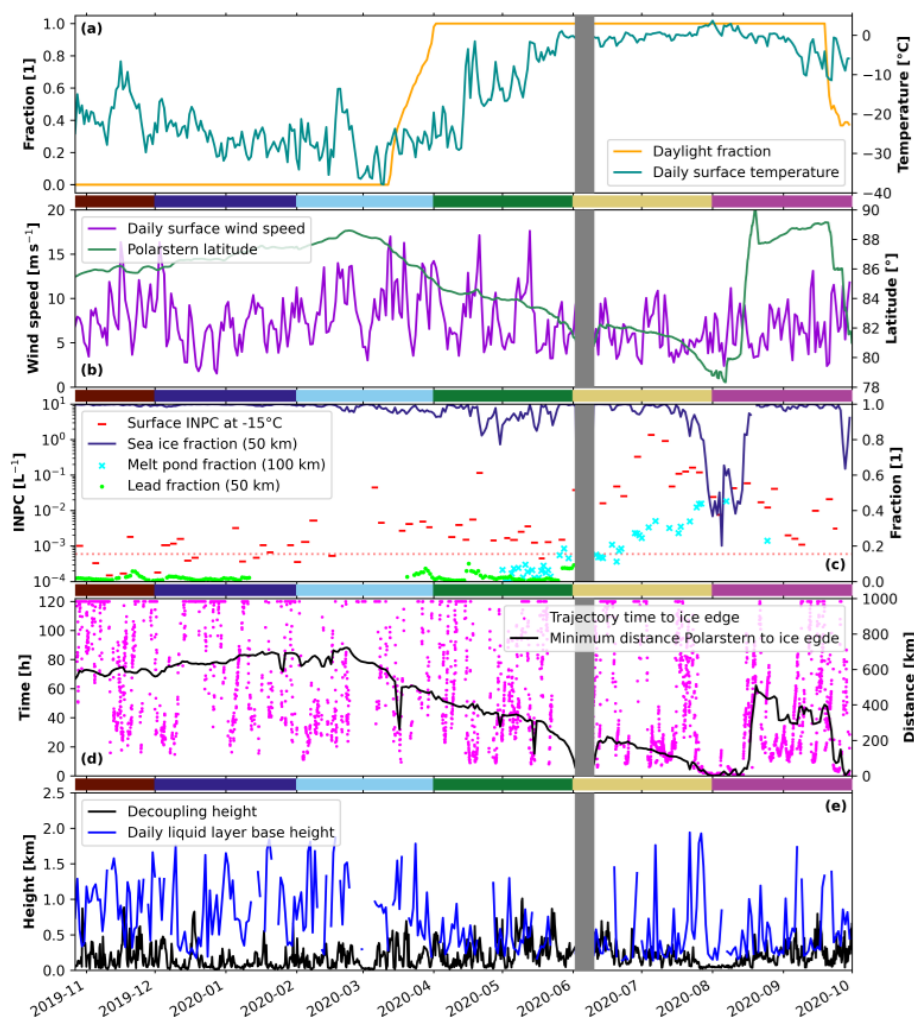 (a)
1.0
0.8
0.6
0.4
0.2
0.0
Fraction [1]
0
−10
−20
−30
−40
Temperature [°C]
Daylight fraction
Daily surface temperature
20
15
10
5
0
Wind speed [m s⁻¹]
Daily surface wind speed
Polarstern latitude
(b)
90
88
86
84
82
80
78
Latitude [°]
10¹
10⁰
10⁻¹
10⁻²
10⁻³
10⁻⁴
INPC [L⁻¹]
Surface INPC at -15°C
Sea ice fraction (50 km)
Melt pond fraction (100 km)
Lead fraction (50 km)
(c)
1.0
0.8
0.6
0.4
0.2
0.0
Fraction [1]
120
100
80
60
40
20
0
Time [h]
Trajectory time to ice edge
Minimum distance Polarstern to ice egde
(d)
1000
800
600
400
200
0
Distance [km]
2.5
2.0
1.5
1.0
0.5
0.0
Height [km]
Decoupling height
Daily liquid layer base height
(e)
2019-11
2019-12
2020-01
2020-02
2020-03
2020-04
2020-05
2020-06
2020-07
2020-08
2020-09
2020-10